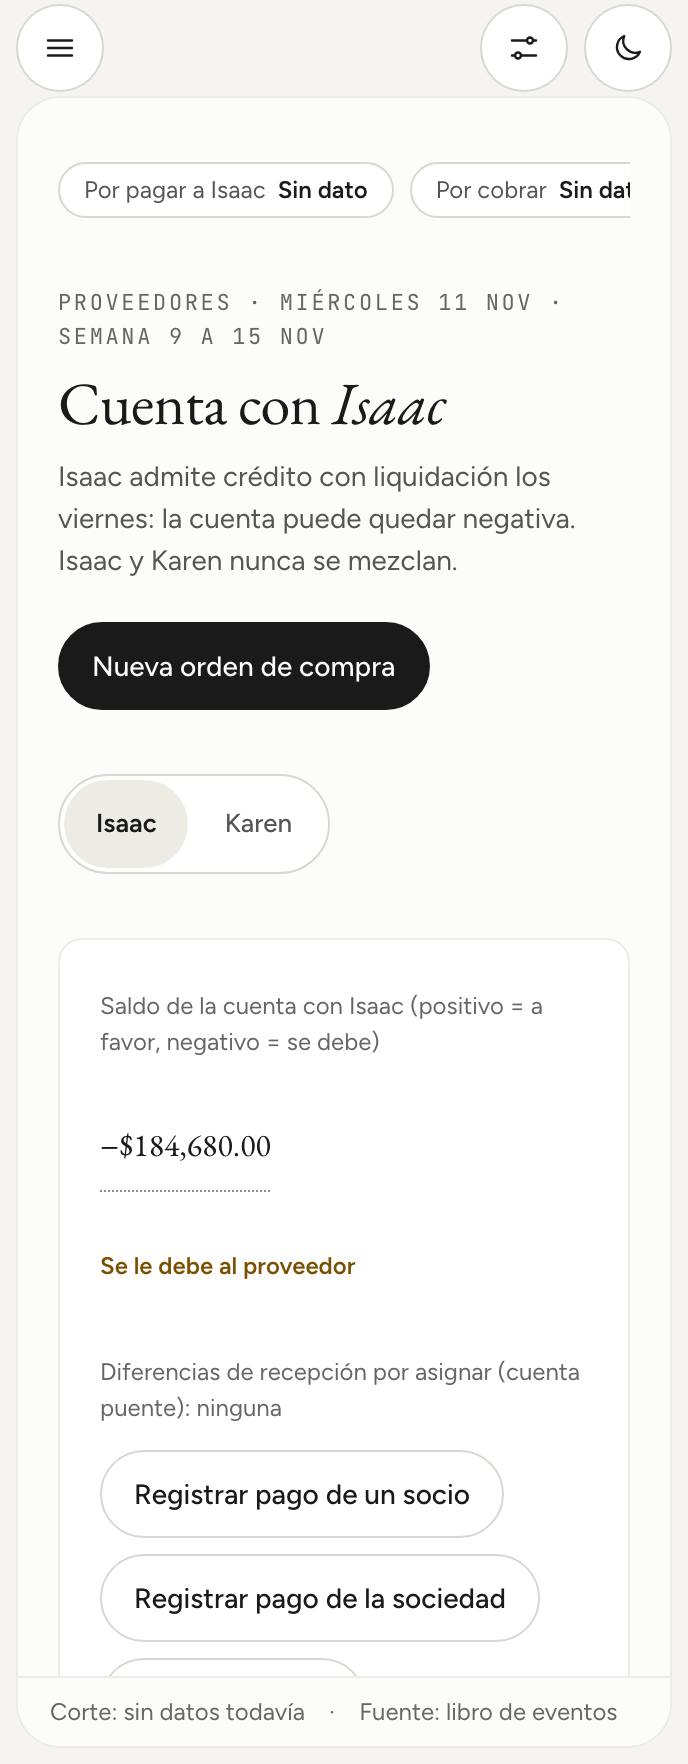 Por pagar a Isaac Sin dato
Por cobrar Sin dat
PROVEEDORES · MIÉRCOLES 11 NOV ·
SEMANA 9 A 15 NOV
Cuenta con Isaac
Isaac admite crédito con liquidación los
viernes: la cuenta puede quedar negativa.
Isaac y Karen nunca se mezclan.
Nueva orden de compra
Isaac
Karen
Saldo de la cuenta con Isaac (positivo = a
favor, negativo = se debe)
−$184,680.00
Se le debe al proveedor
Diferencias de recepción por asignar (cuenta
puente): ninguna
Registrar pago de un socio
Registrar pago de la sociedad
Corte: sin datos todavía · Fuente: libro de eventos